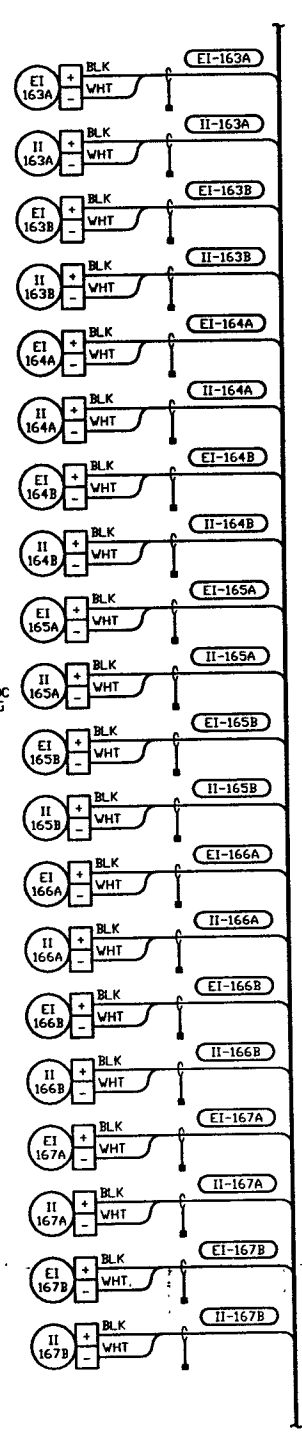 EI-163A
BLK
EI
163A
+
-
WHT
II-163A
BLK
II
163A
+
-
WHT
EI-163B
BLK
EI
163B
+
-
WHT
II-163B
BLK
II
163B
+
-
WHT
EI-164A
BLK
EI
164A
+
-
WHT
II-164A
BLK
II
164A
+
-
WHT
EI-164B
BLK
EI
164B
+
-
WHT
II-164B
BLK
II
164B
+
-
WHT
EI-165A
BLK
EI
165A
+
-
WHT
II-165A
BLK
II
165A
+
-
WHT
EI-165B
BLK
EI
165B
+
-
WHT
II-165B
BLK
II
165B
+
-
WHT
EI-166A
BLK
EI
166A
+
-
WHT
II-166A
BLK
II
166A
+
-
WHT
EI-166B
BLK
EI
166B
+
-
WHT
II-166B
BLK
II
166B
+
-
WHT
EI-167A
BLK
EI
167A
+
-
WHT
II-167A
BLK
II
167A
+
-
WHT
EI-167B
BLK
EI
167B
+
-
WHT
II-167B
BLK
II
167B
+
-
WHT